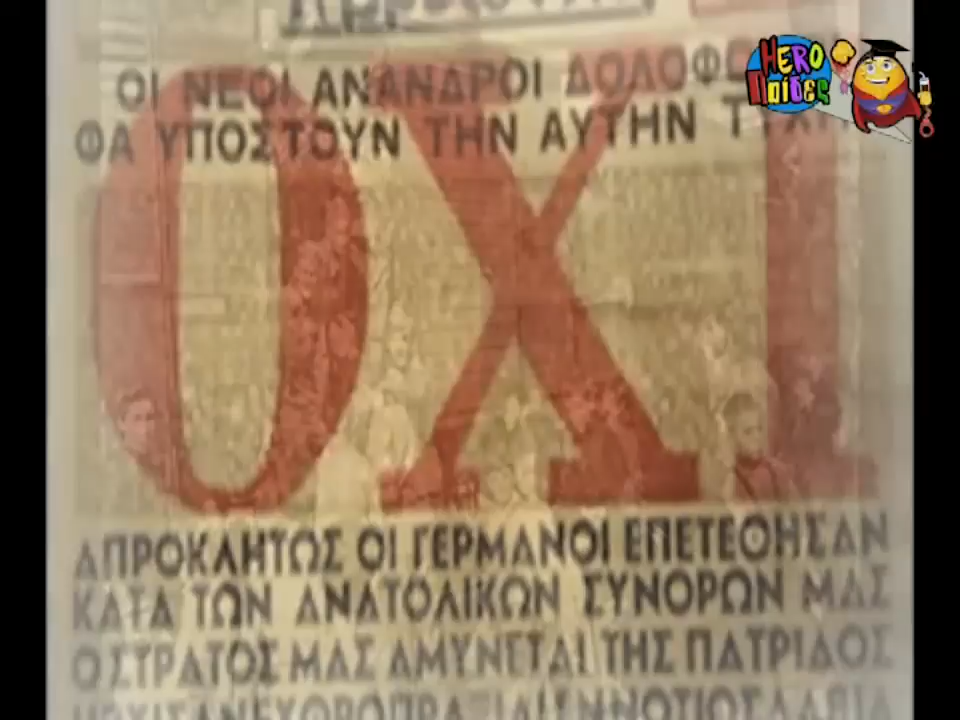 HERO
Παίδες
ΟΙ ΝΕΟΙ ΑΝΑΝΔΡΟΙ
ΘΑ ΥΠΟΣΤΟΥΝ ΤΗΝ ΑΥΤΗΝ
ΟΧΙ
ΑΠΡΟΚΛΗΤΩΣ ΟΙ ΓΕΡΜΑΝΟΙ ΕΠΕΤΕΘΗΣΑΝ
ΚΑΤΑ ΤΩΝ ΑΝΑΤΟΛΙΚΩΝ ΣΥΝΟΡΩΝ ΜΑΣ
Ο ΣΤΡΑΤΟΣ ΜΑΣ ΑΜΥΝΕΤΑΙ ΤΗΣ ΠΑΤΡΙΔΟΣ